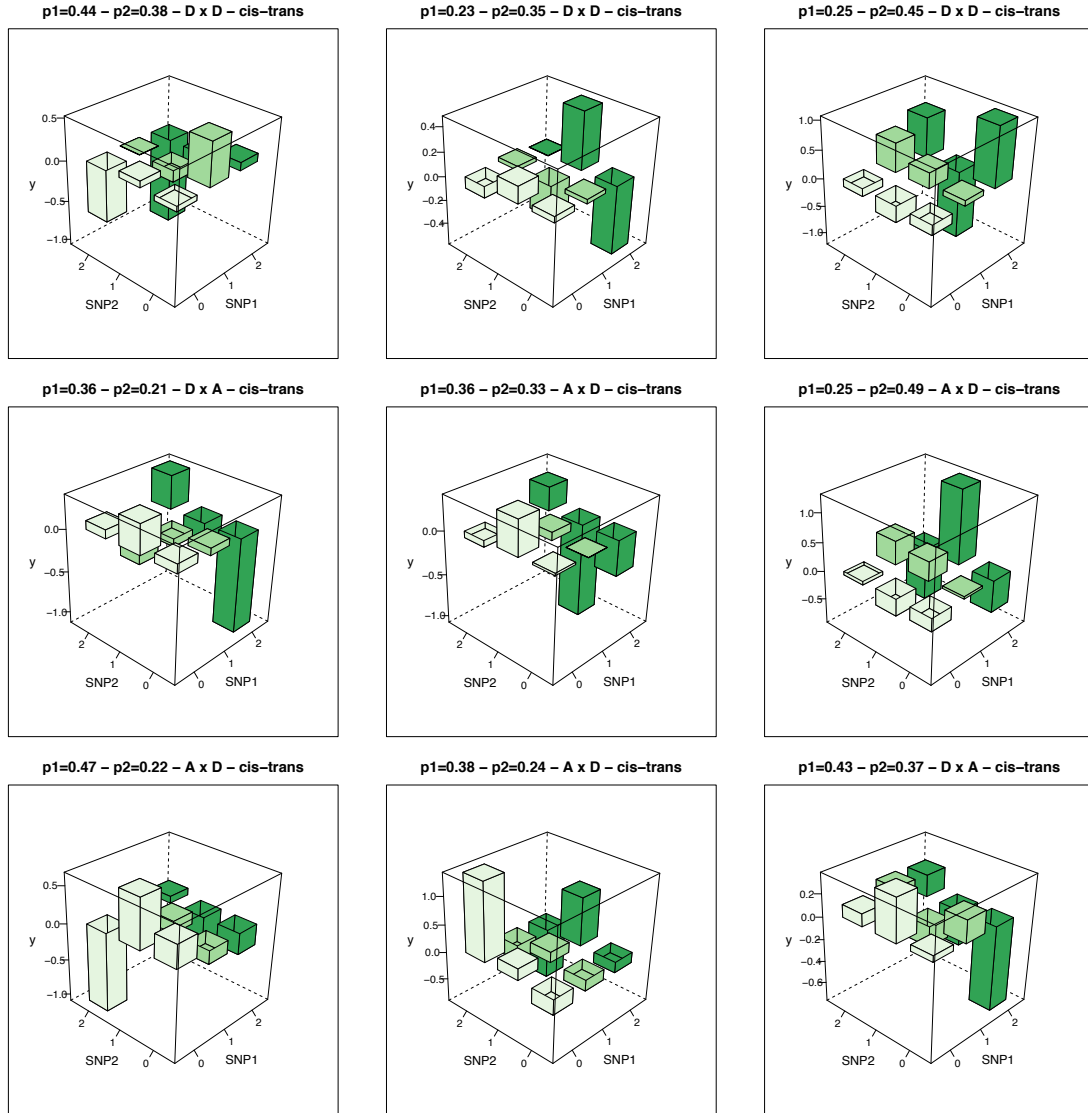 p1=0.44 – p2=0.38 – D x D – cis–trans
p1=0.23 – p2=0.35 – D x D – cis–trans
p1=0.25 – p2=0.45 – D x D – cis–trans
0.5
0.0
−0.5
−1.0
y
2
1
0
SNP2
0
1
2
SNP1
0.4
0.2
0.0
−0.2
−0.4
y
2
1
0
SNP2
0
1
2
SNP1
1.0
0.5
0.0
−0.5
−1.0
y
2
1
0
SNP2
0
1
2
SNP1
p1=0.36 – p2=0.21 – D x A – cis–trans
p1=0.36 – p2=0.33 – A x D – cis–trans
p1=0.25 – p2=0.49 – A x D – cis–trans
0.0
−0.5
−1.0
y
2
1
0
SNP2
0
1
2
SNP1
0.0
−0.5
−1.0
y
2
1
0
SNP2
0
1
2
SNP1
1.0
0.5
0.0
−0.5
y
2
1
0
SNP2
0
1
2
SNP1
p1=0.47 – p2=0.22 – A x D – cis–trans
p1=0.38 – p2=0.24 – A x D – cis–trans
p1=0.43 – p2=0.37 – D x A – cis–trans
0.5
0.0
−0.5
−1.0
y
2
1
0
SNP2
0
1
2
SNP1
1.0
0.5
0.0
−0.5
y
2
1
0
SNP2
0
1
2
SNP1
0.2
0.0
−0.2
−0.4
−0.6
y
2
1
0
SNP2
0
1
2
SNP1